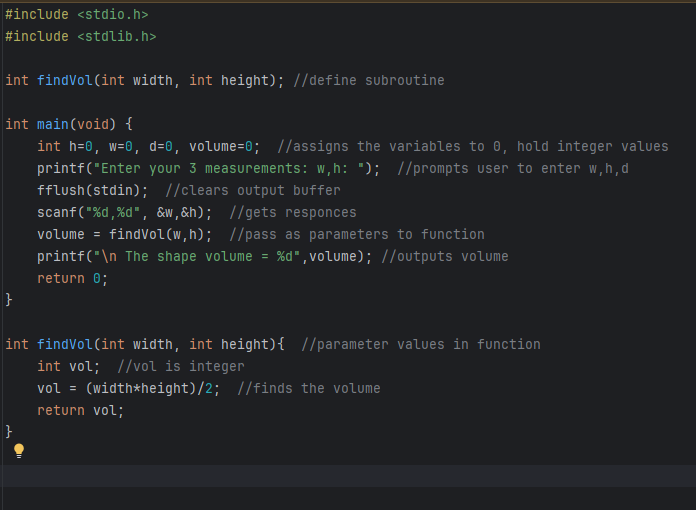 #include <stdio.h>
#include <stdlib.h>
int findVol(int width, int height); //define subroutine
int main(void) {
int h=0, w=0, d=0, volume=0;  //assigns the variables to 0, hold integer values
printf("Enter your 3 measurements: w,h: ");  //prompts user to enter w,h,d
fflush(stdin);  //clears output buffer
scanf("%d,%d", &w,&h);  //gets responces
volume = findVol(w,h);  //pass as parameters to function
printf("\n The shape volume = %d",volume); //outputs volume
return 0;
}
int findVol(int width, int height){  //parameter values in function
int vol;  //vol is integer
vol = (width*height)/2;  //finds the volume
return vol;
}